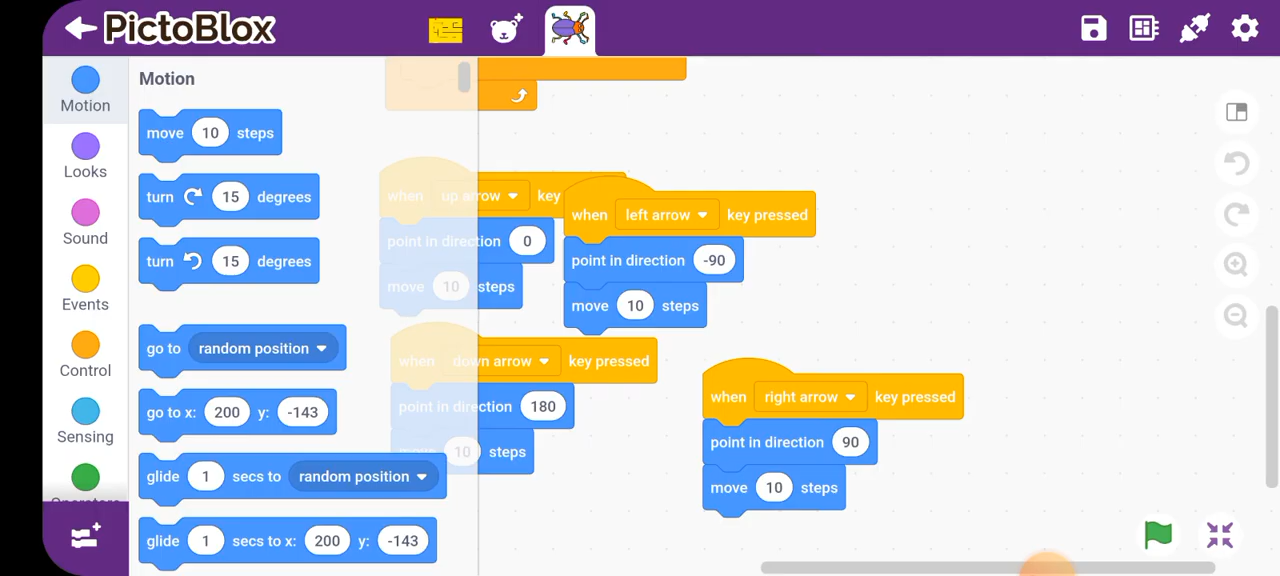 PictoBlox
Motion
Looks
Sound
Events
Control
Sensing
Operators
Motion
move 10 steps
turn 15 degrees
turn 15 degrees
go to random position
go to x: 200 y: -143
glide 1 secs to random position
glide 1 secs to x: 200 y: -143
when up arrow key
point in direction 0
move 10 steps
when left arrow key pressed
point in direction -90
move 10 steps
when down arrow key pressed
point in direction 180
move 10 steps
when right arrow key pressed
point in direction 90
move 10 steps